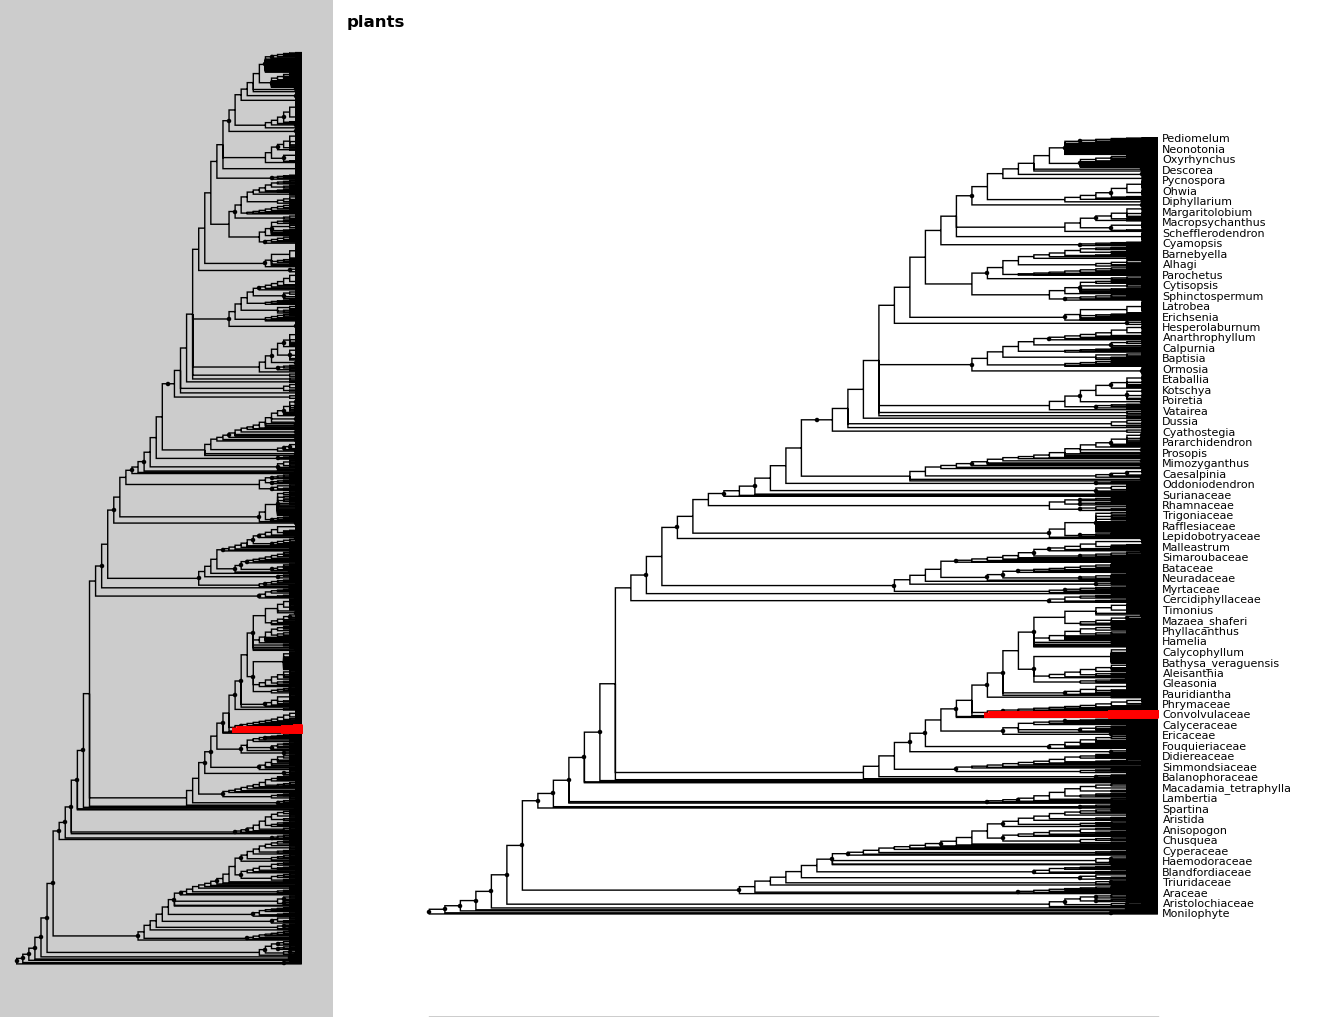 plants
Pediomelum
Neonotonia
Oxyrhynchus
Descorea
Pycnospora
Ohwia
Diphyllarium
Margaritolobium
Macropsychanthus
Schefflerodendron
Cyamopsis
Barnebyella
Alhagi
Parochetus
Cytisopsis
Sphinctospermum
Latrobea
Erichsenia
Hesperolaburnum
Anarthrophyllum
Calpurnia
Baptisia
Ormosia
Etaballia
Kotschya
Poiretia
Vatairea
Dussia
Cyathostegia
Pararchidendron
Prosopis
Mimozyganthus
Caesalpinia
Oddoniodendron
Surianaceae
Rhamnaceae
Trigoniaceae
Rafflesiaceae
Lepidobotryaceae
Malleastrum
Simaroubaceae
Bataceae
Neuradaceae
Myrtaceae
Cercidiphyllaceae
Timonius
Mazaea_shaferi
Phyllacanthus
Hamelia
Calycophyllum
Bathysa_veraguensis
Aleisanthia
Gleasonia
Pauridiantha
Phrymaceae
Convolvulaceae
Calyceraceae
Ericaceae
Fouquieriaceae
Didiereaceae
Simmondsiaceae
Balanophoraceae
Macadamia_tetraphylla
Lambertia
Spartina
Aristida
Anisopogon
Chusquea
Cyperaceae
Haemodoraceae
Blandfordiaceae
Triuridaceae
Araceae
Aristolochiaceae
Monilophyte